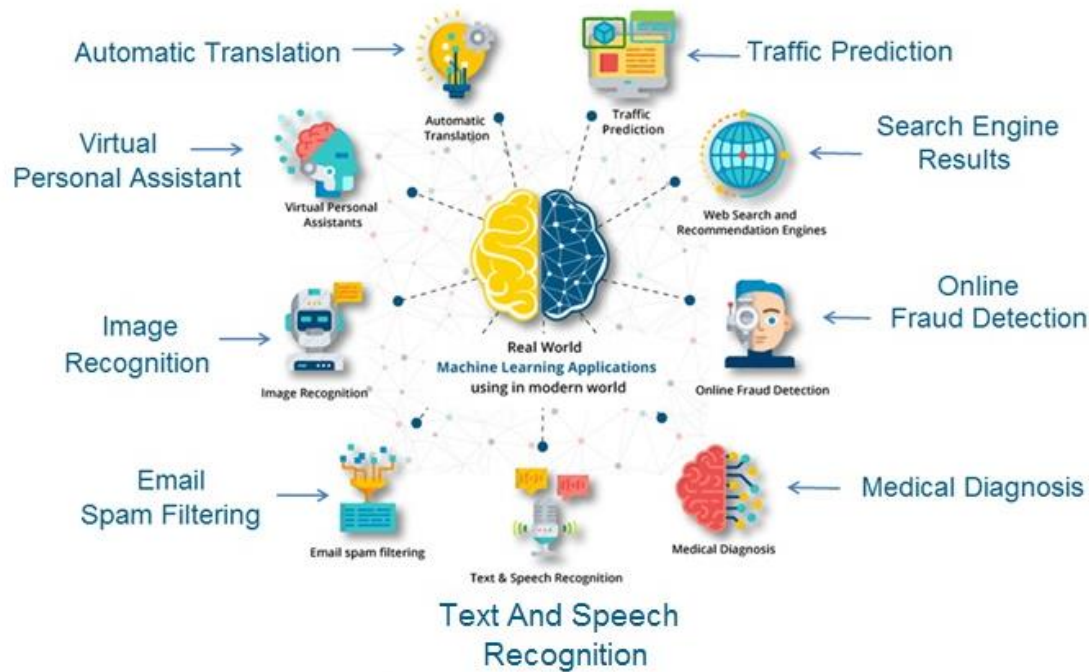 Automatic Translation
Automatic
Translation
Traffic Prediction
Traffic
Prediction
Virtual
Personal Assistant
Virtual Personal
Assistants
Search Engine
Results
Web Search and
Recommendation Engines
Image
Recognition
Image Recognition
Real World
Machine Learning Applications
using in modern world
Online
Fraud Detection
Online Fraud Detection
Email
Spam Filtering
Email spam filtering
Text & Speech Recognition
Text And Speech
Recognition
Medical Diagnosis
Medical Diagnosis